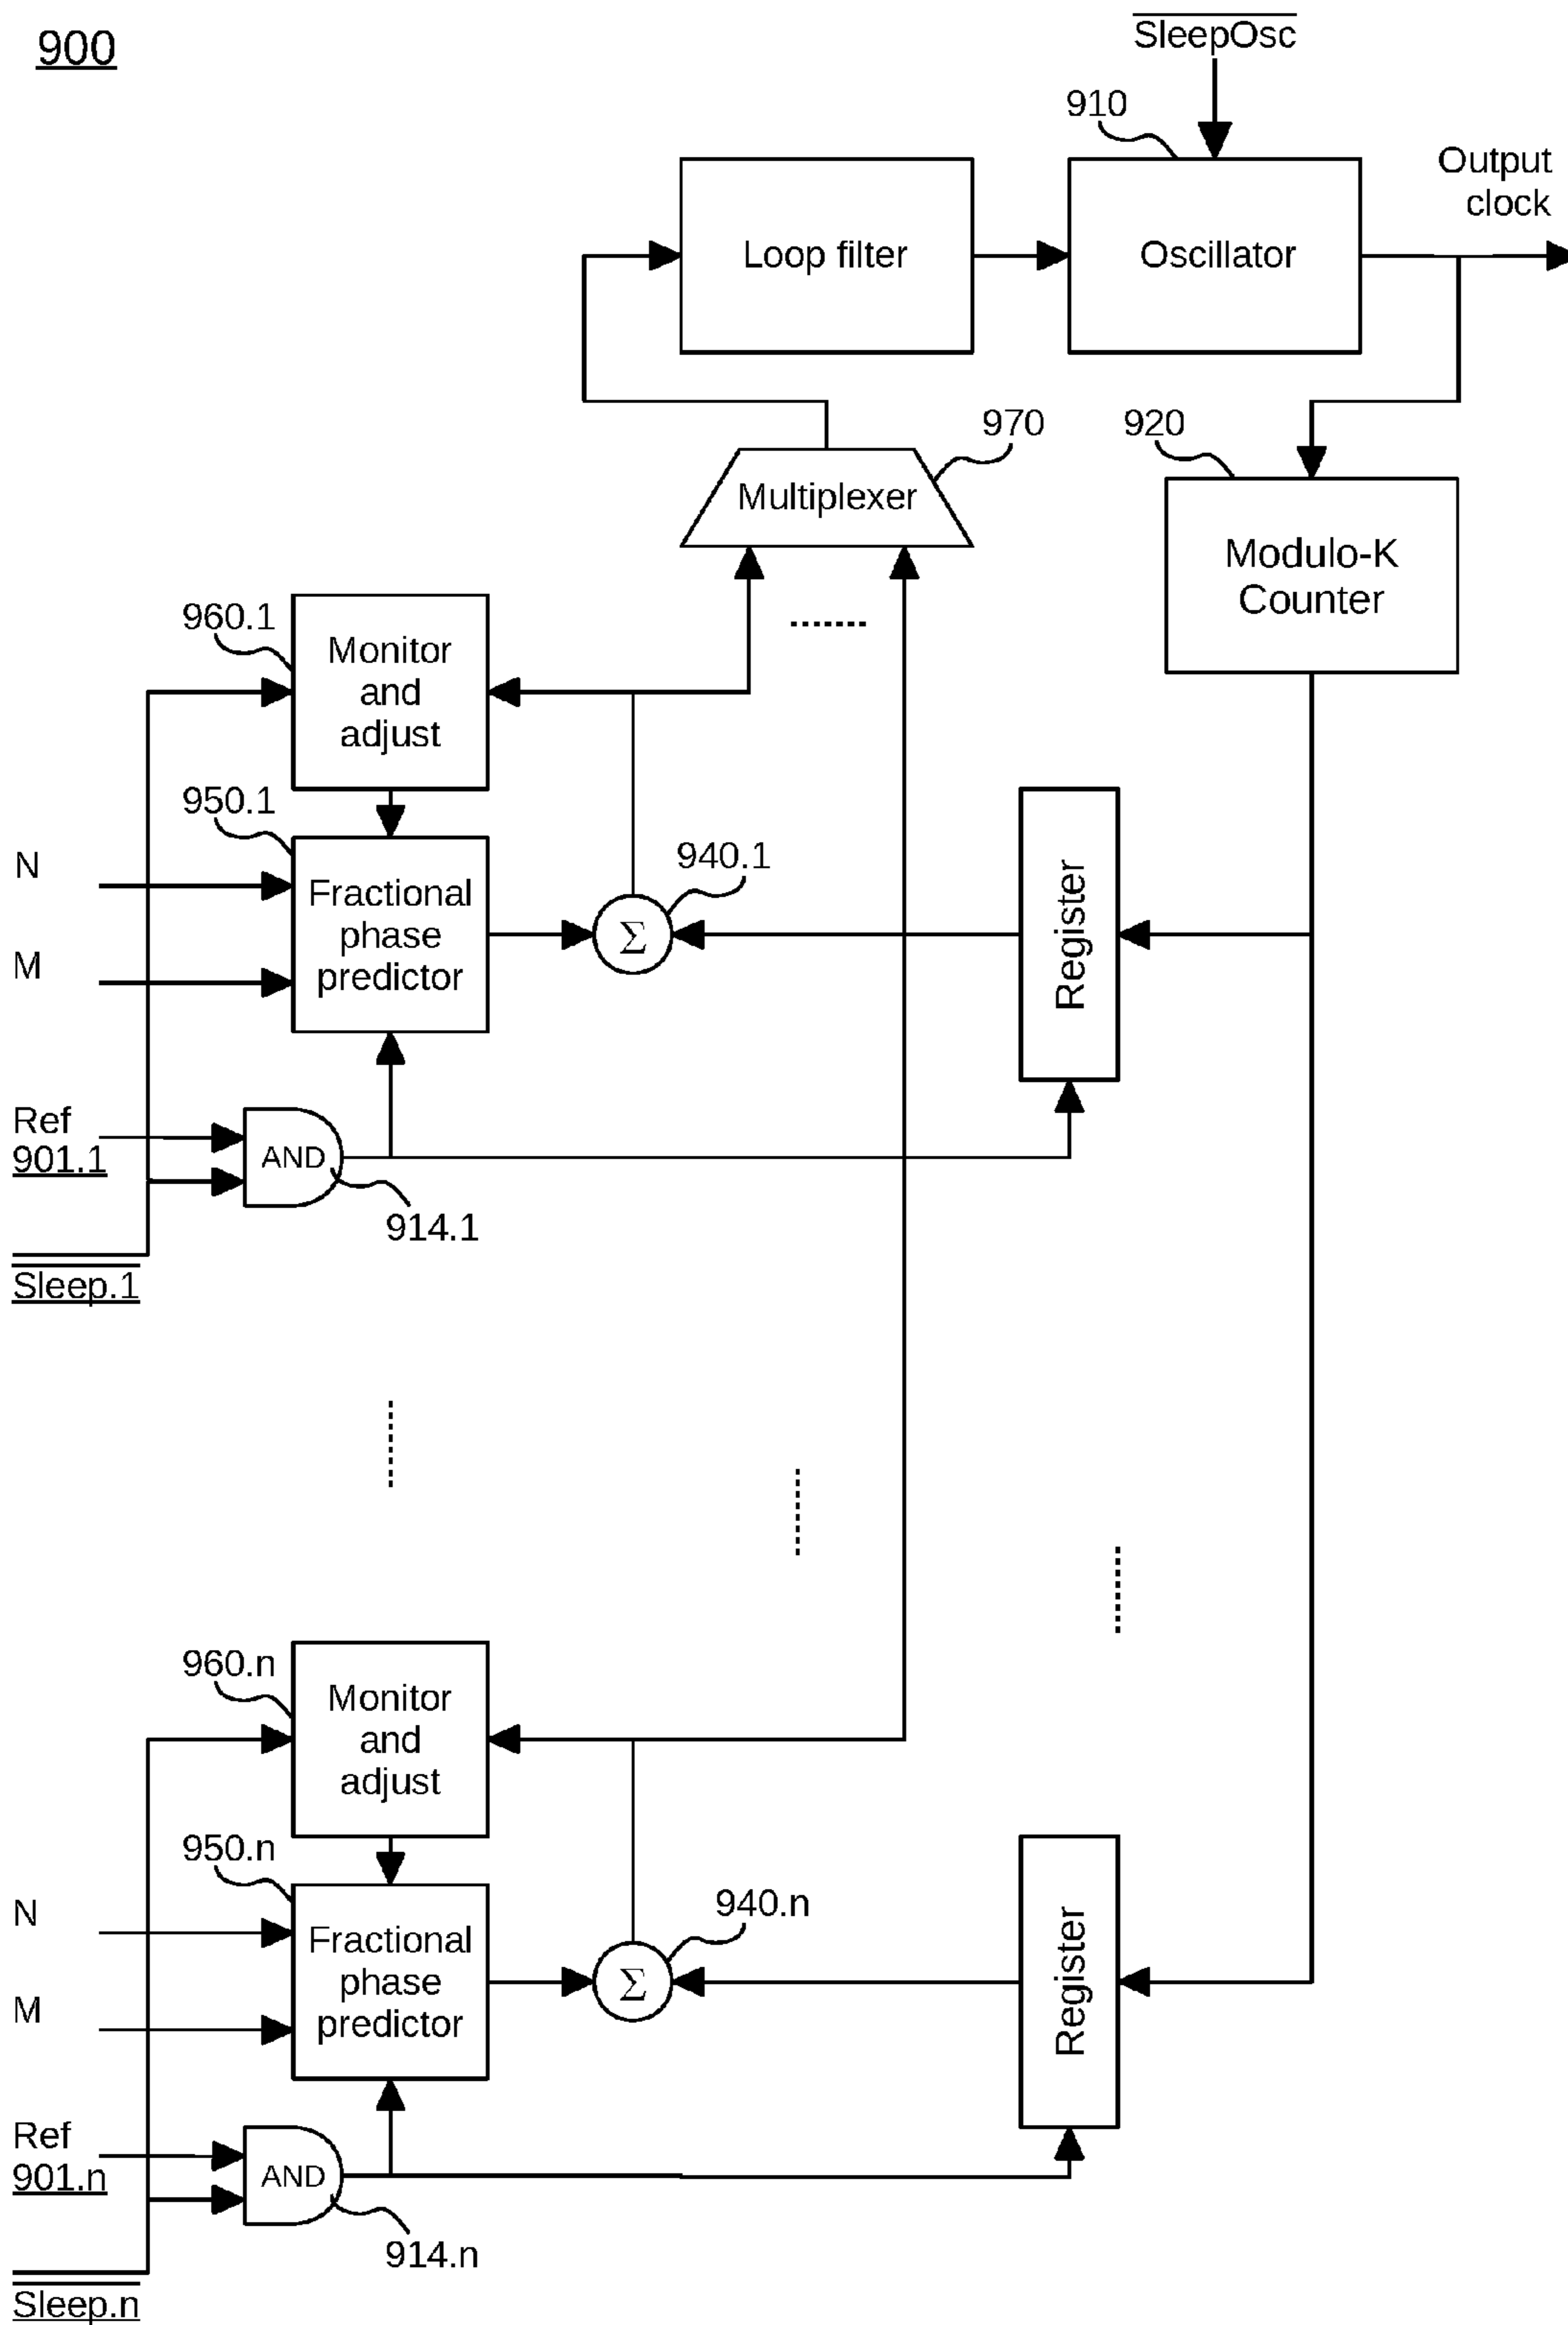 900
SleepOsc
910
Output
clock
Loop filter
Oscillator
970
920
Multiplexer
Modulo-K
Counter
960.1
Monitor
and
adjust
950.1
940.1
N
Fractional
phase
predictor
Σ
Register
M
Ref
901.1
AND
914.1
Sleep.1
960.n
Monitor
and
adjust
950.n
940.n
N
Fractional
phase
predictor
Σ
Register
M
Ref
901.n
AND
914.n
Sleep.n